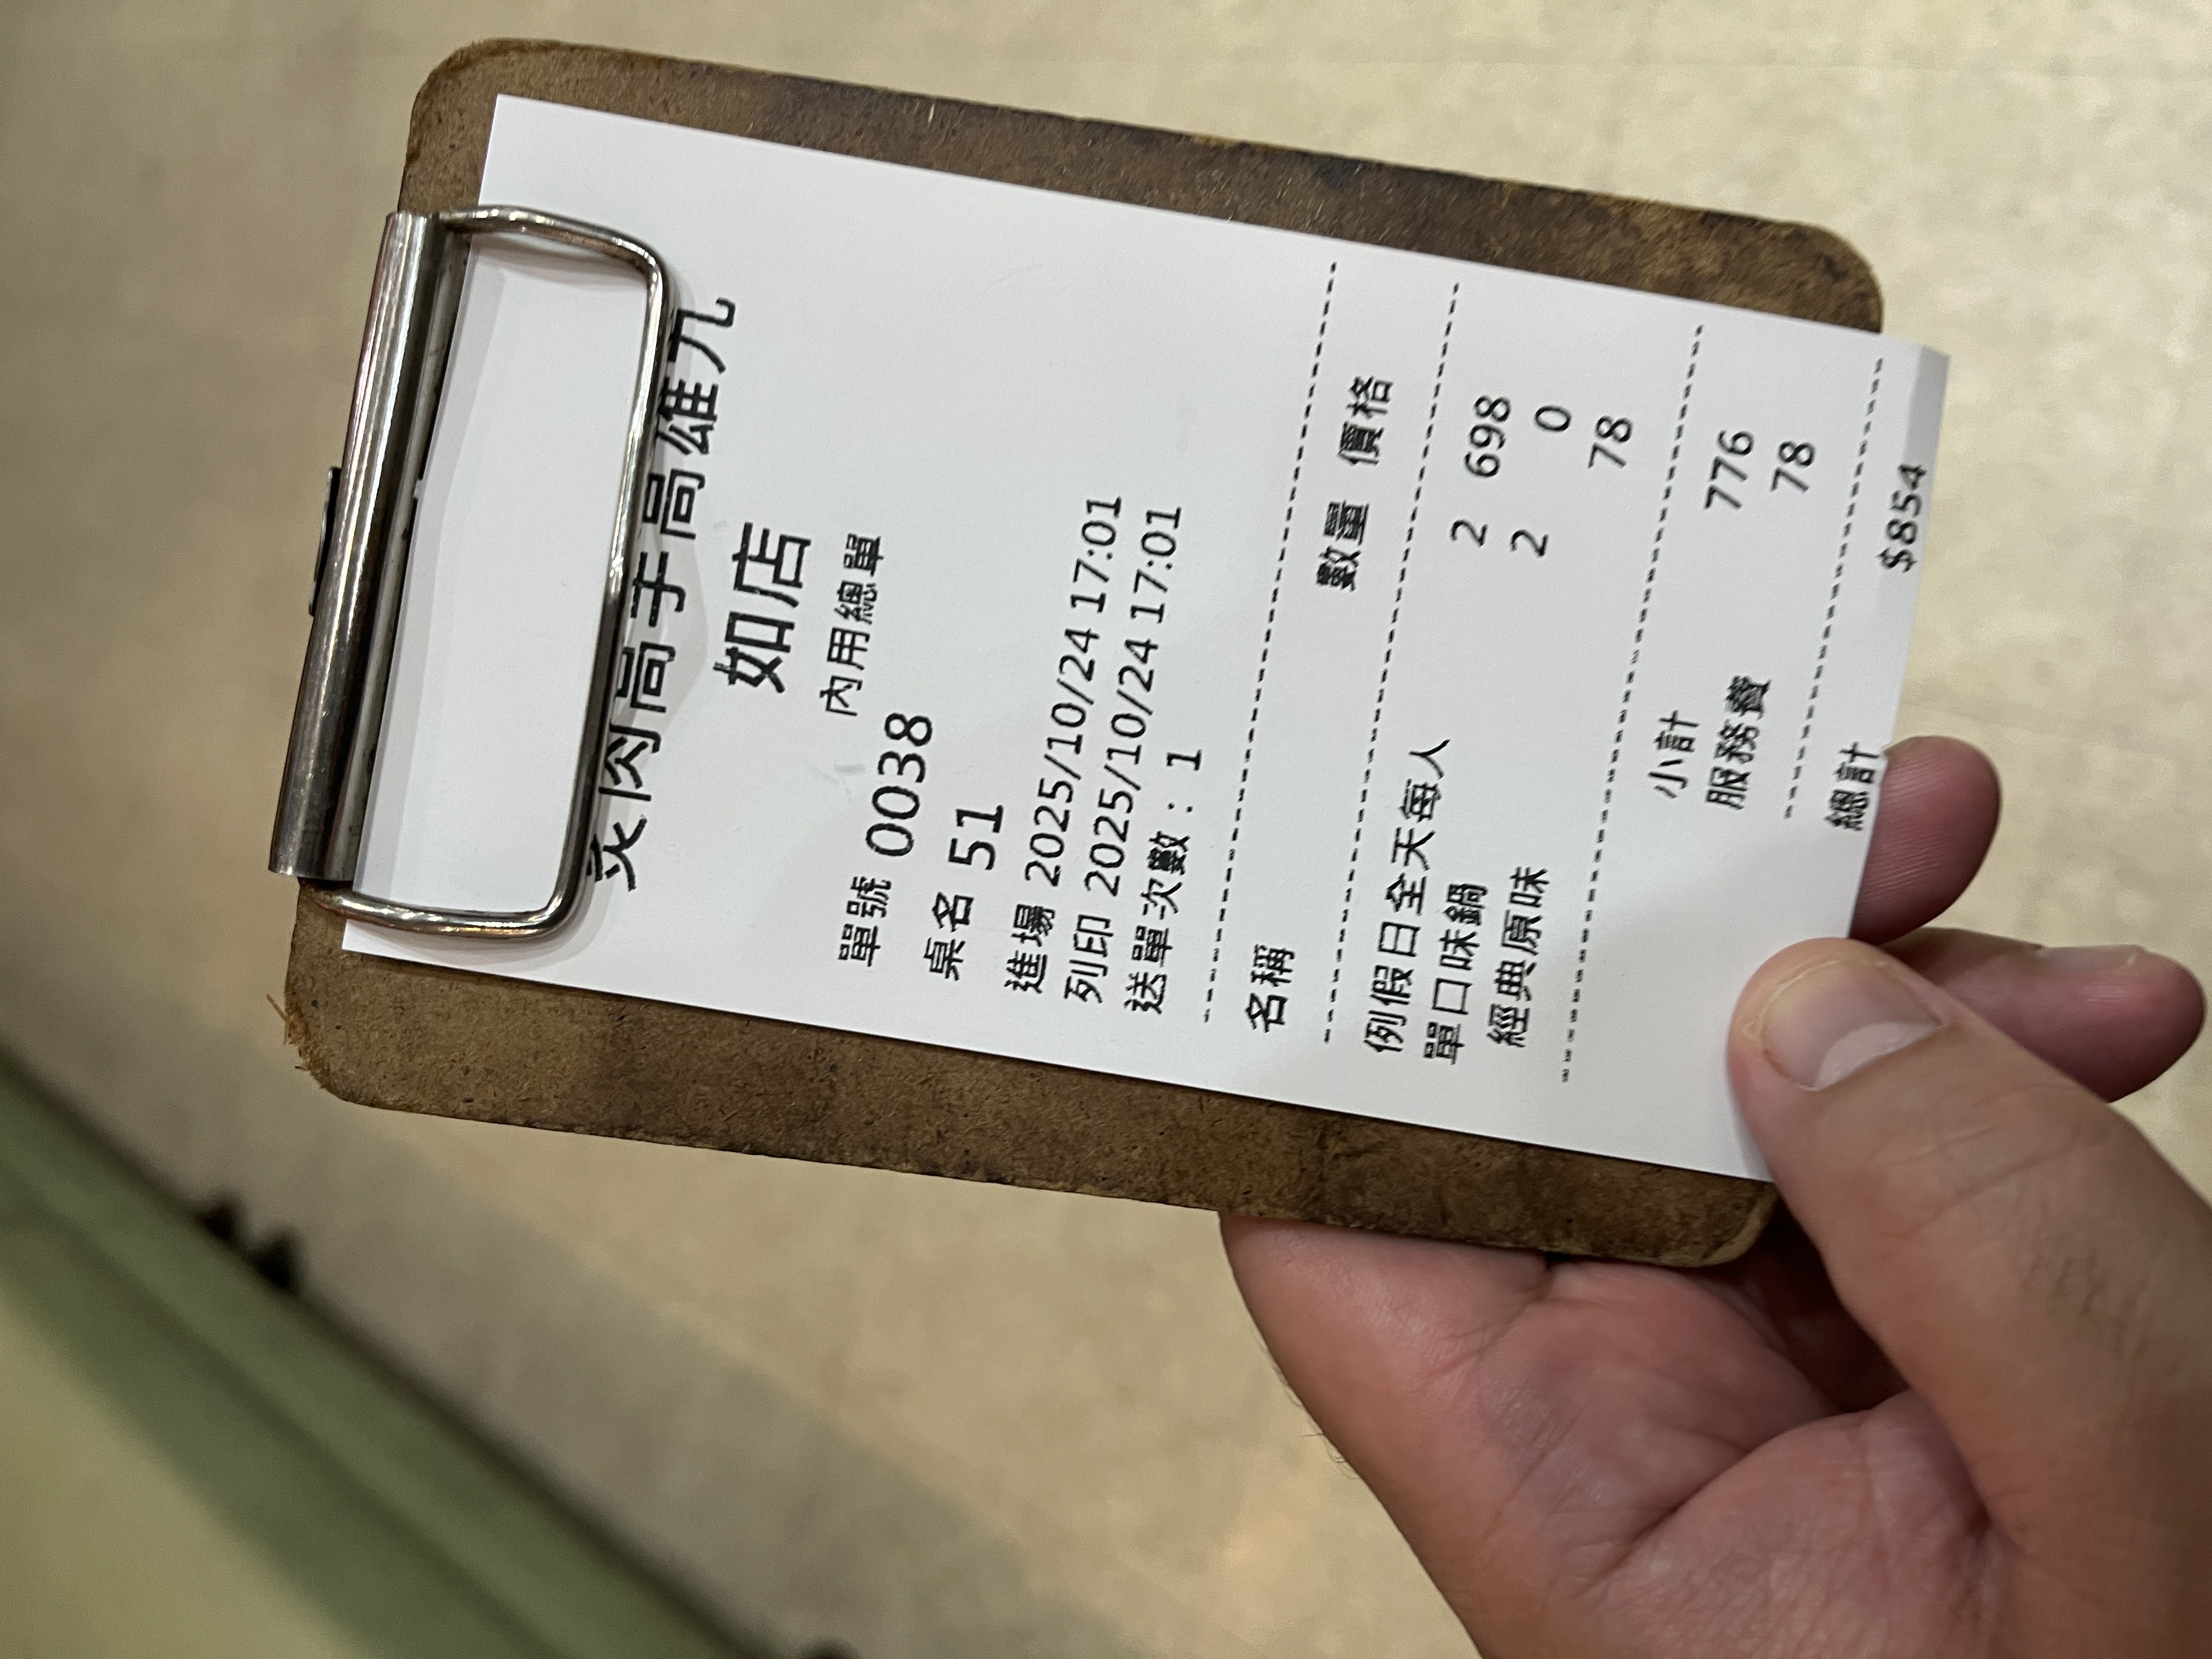 炙肉高手高雄九
如店
內用總單
單號 0038
桌名 51
進場 2025/10/24 17:01
列印 2025/10/24 17:01
送單次數：1
名稱 數量 價格
例假日全天每人 2 698
單口味鍋 2 0
經典原味 78
小計 776
服務費 78
總計 $854